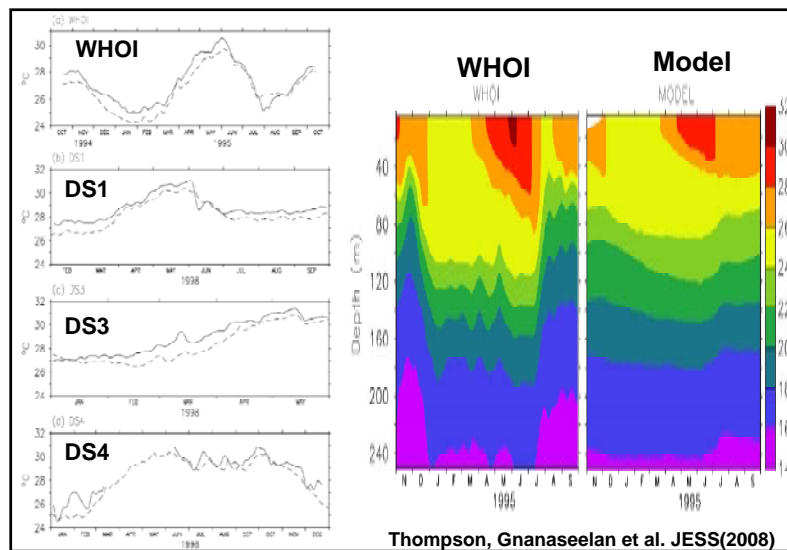 (a) WHOI
WHOI
°C
30
28
26
24
OCT NOV DEC JAN FEB MAR APR MAY JUN JUL AUG SEP OCT
1994 1995
(b) DS1
DS1
°C
32
30
28
26
24
FEB MAR APR MAY JUN JUL AUG SEP
1998
DS3
°C
32
30
28
26
24
JAN FEB MAR APR MAY
1998
(d) DS4
DS4
°C
32
30
28
26
24
JAN FEB MAR APR MAY JUN JUL AUG SEP OCT NOV DEC
1998
WHOI Model
WHOI MODEL
Depth (m)
40
80
120
160
200
240
N D J F M A M J J A S
1995
N D J F M A M J J A S
1995
32
30
28
26
24
22
20
18
16
14
Thompson, Gnanaseelan et al. JESS(2008)